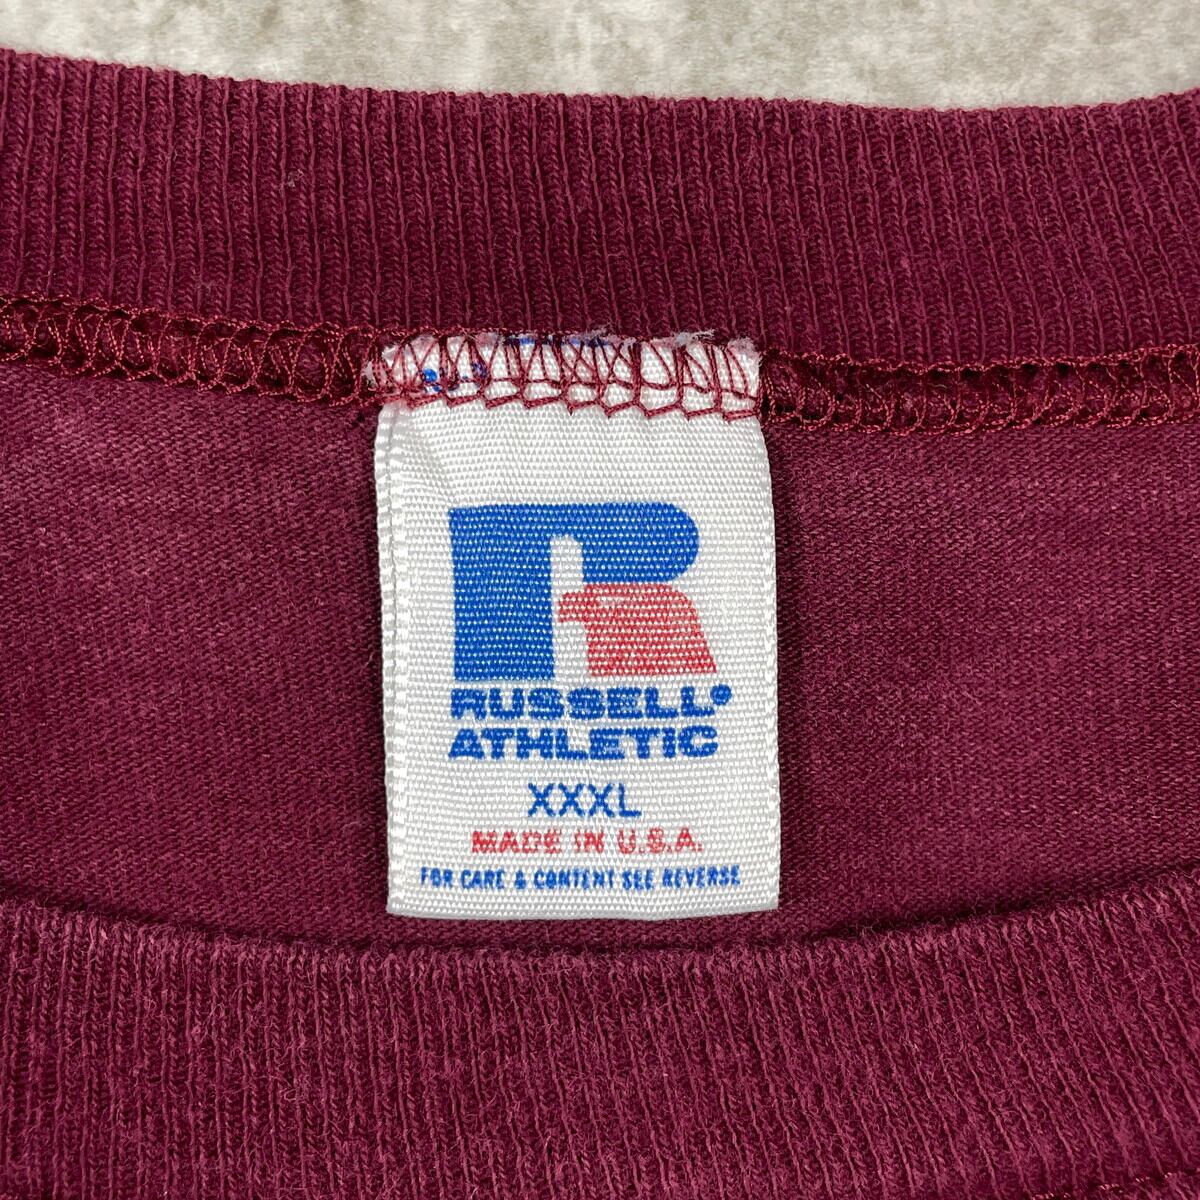 R
RUSSELL®
ATHLETIC
XXXL
MADE IN U.S.A.
FOR CARE & CONTENT SEE REVERSE